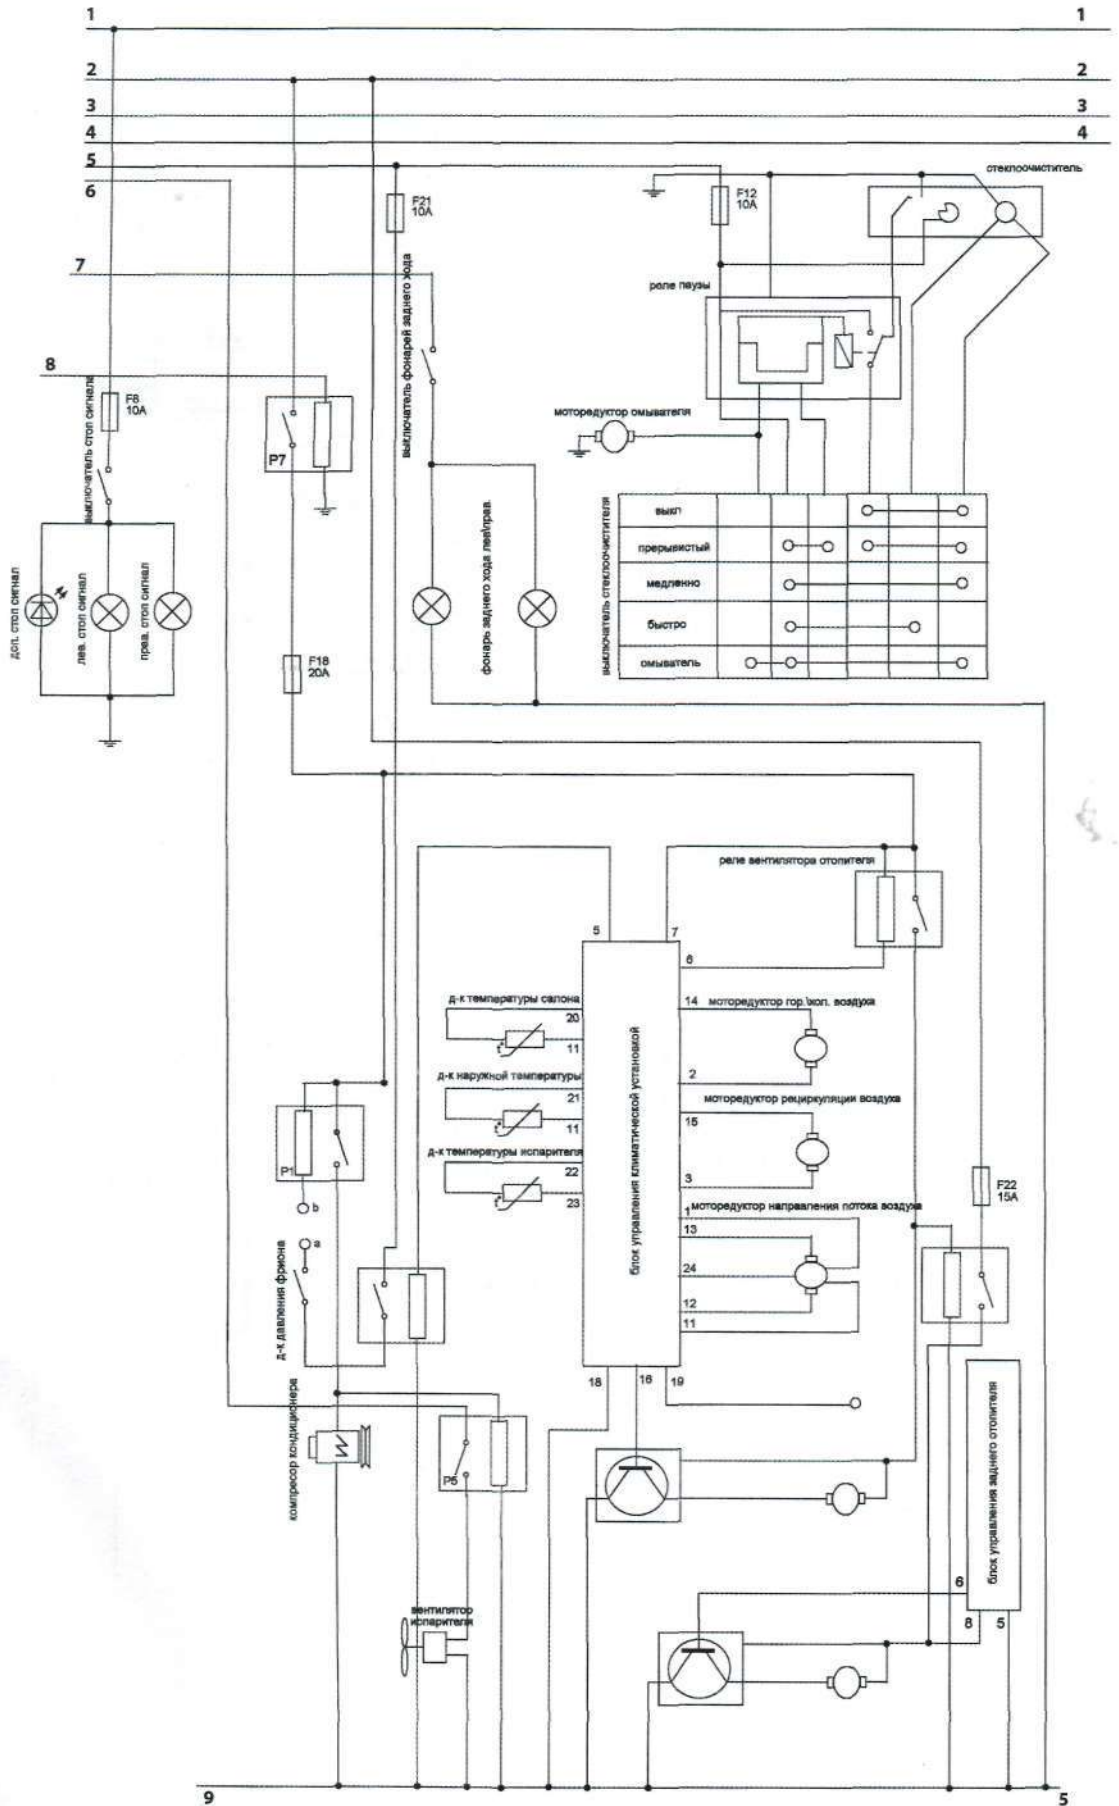 1
1
2
2
3
3
4
4
5
6
стеклоочиститель
F21
10A
F12
10A
7
выключатель фонарей заднего хода
реле паузы
8
F8
10A
выключатель стоп сигнала
P7
моторедуктор омывателя
выключатель стеклоочистителя
выкл
прерывистый
медленно
быстро
омыватель
доп. стоп сигнал
лев. стоп сигнал
прав. стоп сигнал
фонарь заднего хода лев\прав.
F18
20A
реле вентилятора отопителя
5
7
6
д-к температуры салона
20
t°
11
14
моторедуктор гор.\хол. воздуха
2
д-к наружной температуры
21
t°
11
моторедуктор рециркуляции воздуха
15
3
д-к температуры испарителя
22
t°
23
блок управления климатической установкой
1
моторедуктор направления потока воздуха
13
24
12
11
F22
15A
P1
b
a
д-к давления фриона
18
16
19
компресор кондиционера
P5
блок управления заднего отопителя
6
8
5
вентилятор
испарителя
9
5